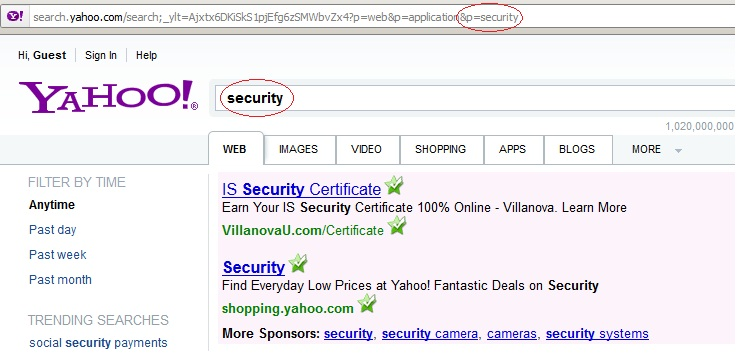 Y! search.yahoo.com/search;_ylt=Ajxtx6DKiSkS1pjEfg6zSMWbvZx4?p=web&p=application&p=security
Hi, Guest | Sign In | Help
YAHOO!® security
1,020,000,000
WEB IMAGES VIDEO SHOPPING APPS BLOGS MORE
FILTER BY TIME
Anytime
Past day
Past week
Past month
TRENDING SEARCHES
social security payments
IS Security Certificate
Earn Your IS Security Certificate 100% Online - Villanova. Learn More
VillanovaU.com/Certificate
Security
Find Everyday Low Prices at Yahoo! Fantastic Deals on Security
shopping.yahoo.com
More Sponsors: security, security camera, cameras, security systems